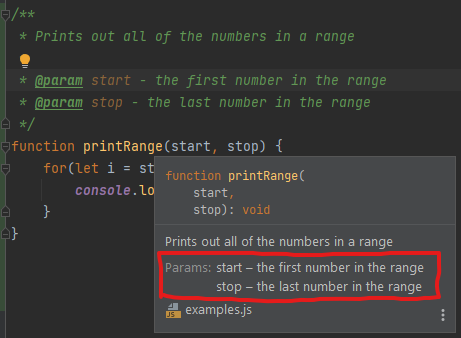 /**
* Prints out all of the numbers in a range
* @param start - the first number in the range
* @param stop - the last number in the range
*/
function printRange(start, stop) {
for(let i = st
console.lo
}
}
function printRange(
start,
stop): void
Prints out all of the numbers in a range
Params: start – the first number in the range
stop – the last number in the range
JS examples.js